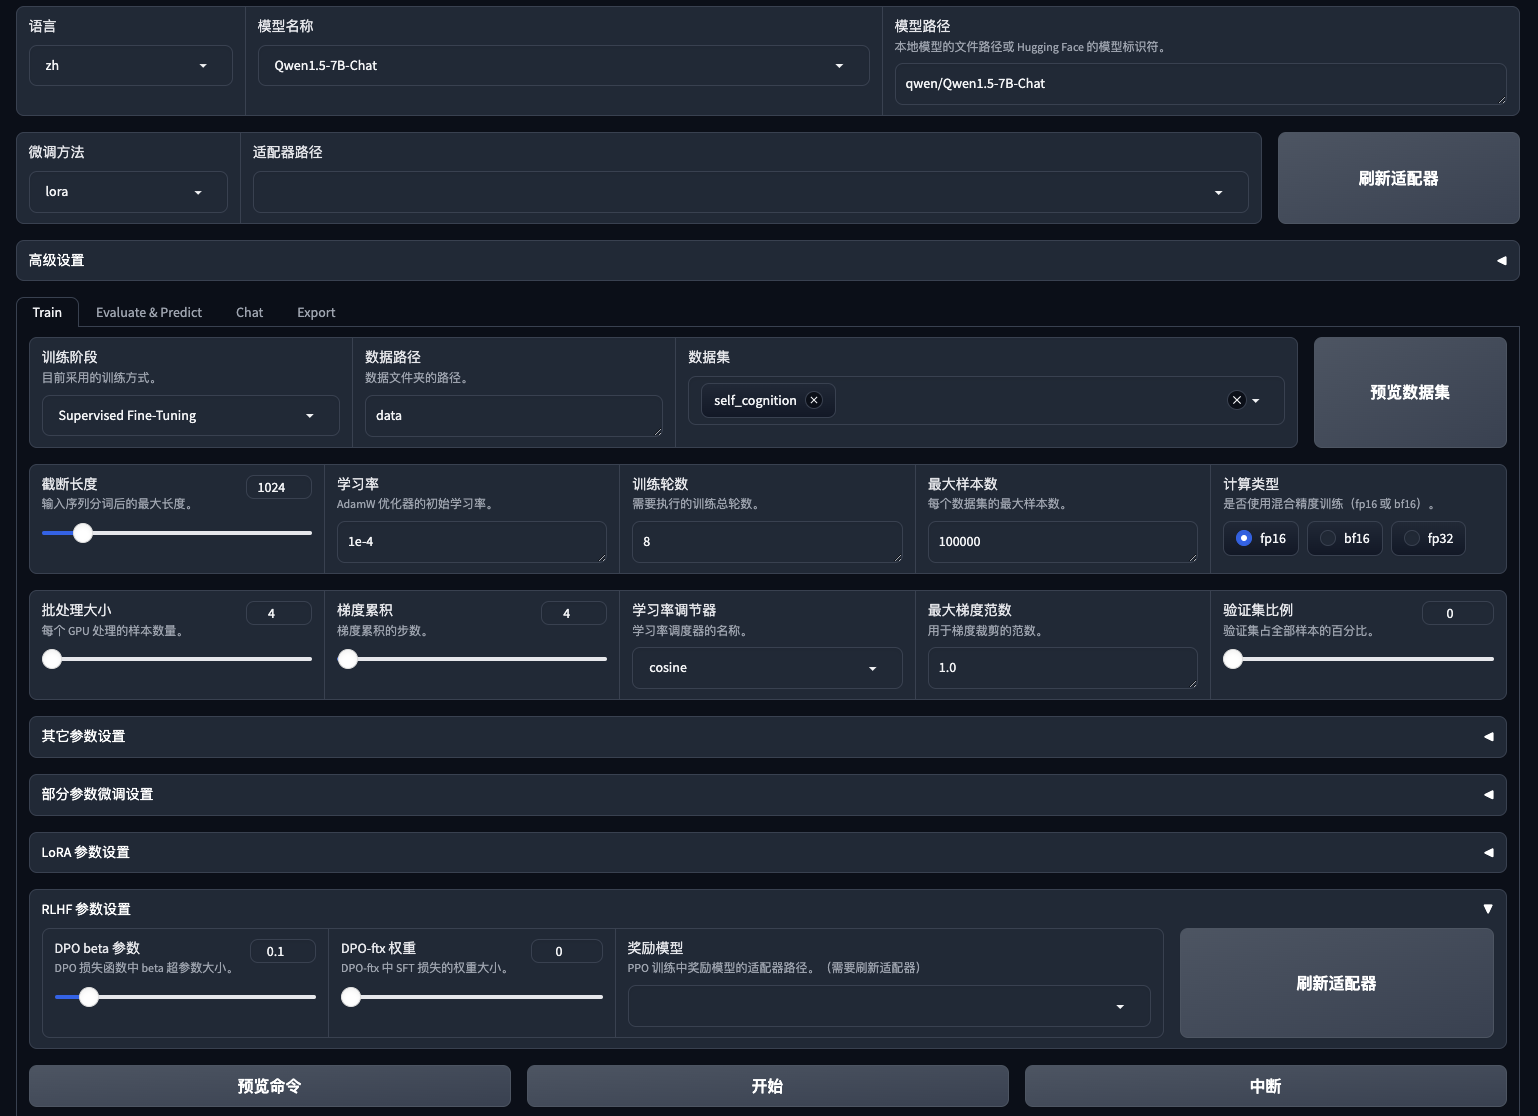 语言
zh
模型名称
Qwen1.5-7B-Chat
模型路径
本地模型的文件路径或 Hugging Face 的模型标识符。
qwen/Qwen1.5-7B-Chat
微调方法
lora
适配器路径
刷新适配器
高级设置
Train
Evaluate & Predict
Chat
Export
训练阶段
目前采用的训练方式。
Supervised Fine-Tuning
数据路径
数据文件夹的路径。
data
数据集
self_cognition
预览数据集
截断长度
1024
输入序列分词后的最大长度。
学习率
AdamW 优化器的初始学习率。
1e-4
训练轮数
需要执行的训练总轮数。
8
最大样本数
每个数据集的最大样本数。
100000
计算类型
是否使用混合精度训练（fp16 或 bf16）。
fp16
bf16
fp32
批处理大小
4
每个 GPU 处理的样本数量。
梯度累积
4
梯度累积的步数。
学习率调节器
学习率调度器的名称。
cosine
最大梯度范数
用于梯度裁剪的范数。
1.0
验证集比例
0
验证集占全部样本的百分比。
其它参数设置
部分参数微调设置
LoRA 参数设置
RLHF 参数设置
DPO beta 参数
0.1
DPO 损失函数中 beta 超参数大小。
DPO-ftx 权重
0
DPO-ftx 中 SFT 损失的权重大小。
奖励模型
PPO 训练中奖励模型的适配器路径。（需要刷新适配器）
刷新适配器
预览命令
开始
中断